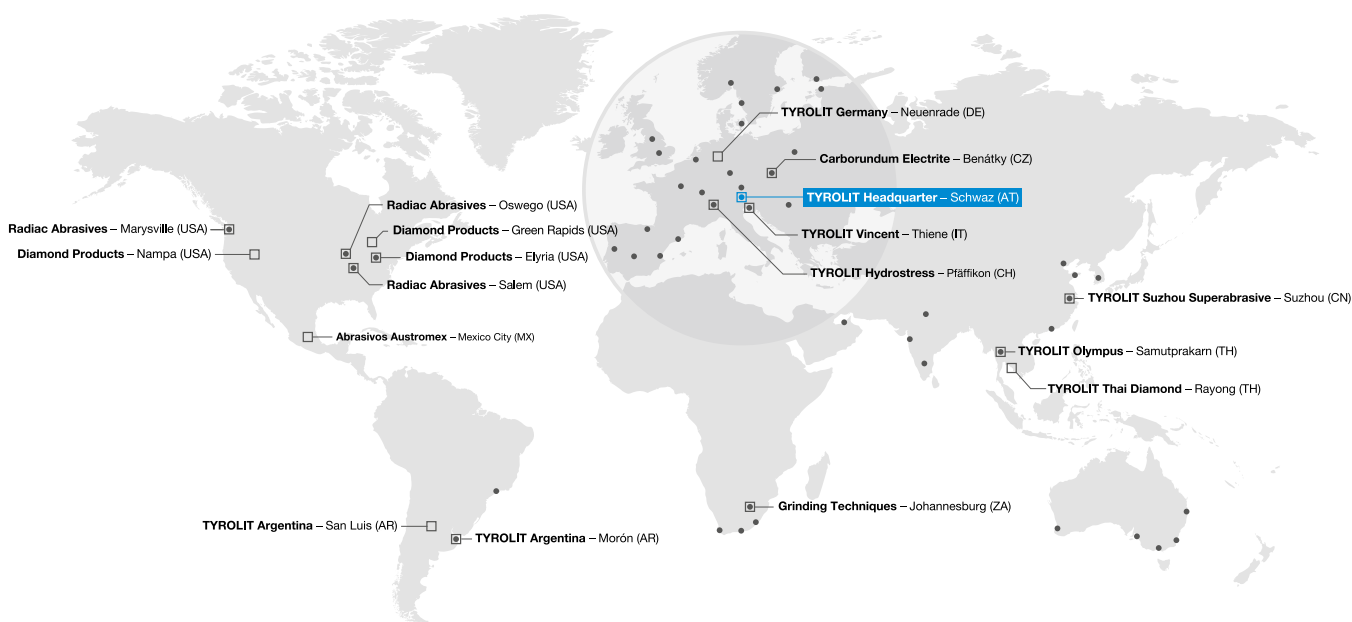 TYROLIT Germany – Neuenrade (DE)
Carborundum Electrite – Benátky (CZ)
TYROLIT Headquarter – Schwaz (AT)
Radiac Abrasives – Oswego (USA)
Radiac Abrasives – Marysville (USA)
Diamond Products – Green Rapids (USA)
TYROLIT Vincent – Thiene (IT)
Diamond Products – Nampa (USA)
Diamond Products – Elyria (USA)
TYROLIT Hydrostress – Pfäffikon (CH)
Radiac Abrasives – Salem (USA)
TYROLIT Suzhou Superabrasive – Suzhou (CN)
Abrasivos Austromex – Mexico City (MX)
TYROLIT Olympus – Samutprakarn (TH)
TYROLIT Thai Diamond – Rayong (TH)
Grinding Techniques – Johannesburg (ZA)
TYROLIT Argentina – San Luis (AR)
TYROLIT Argentina – Morón (AR)